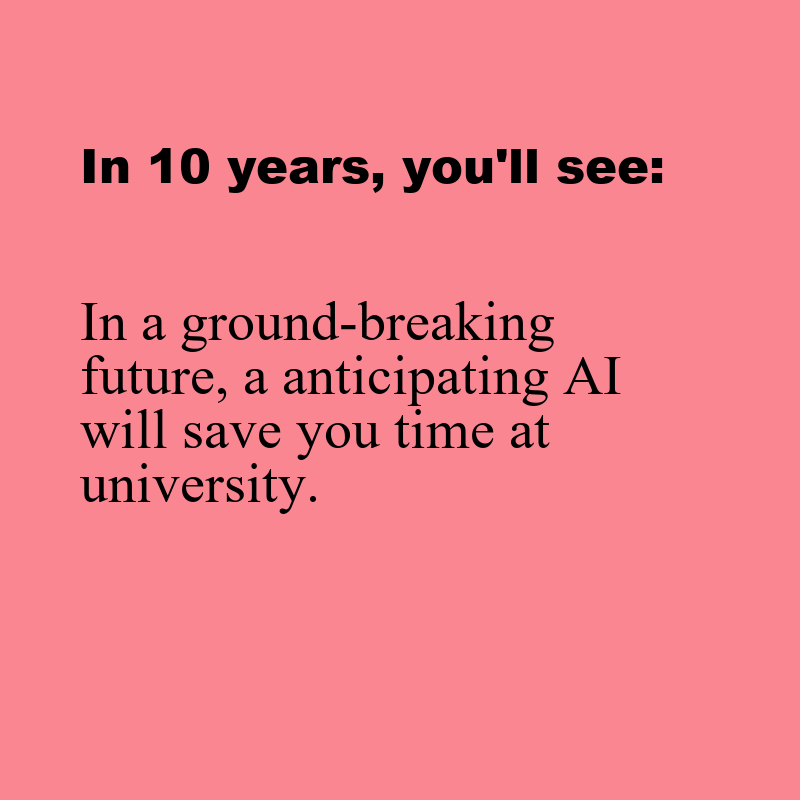 In 10 years, you'll see:
In a ground-breaking
future, a anticipating AI
will save you time at
university.